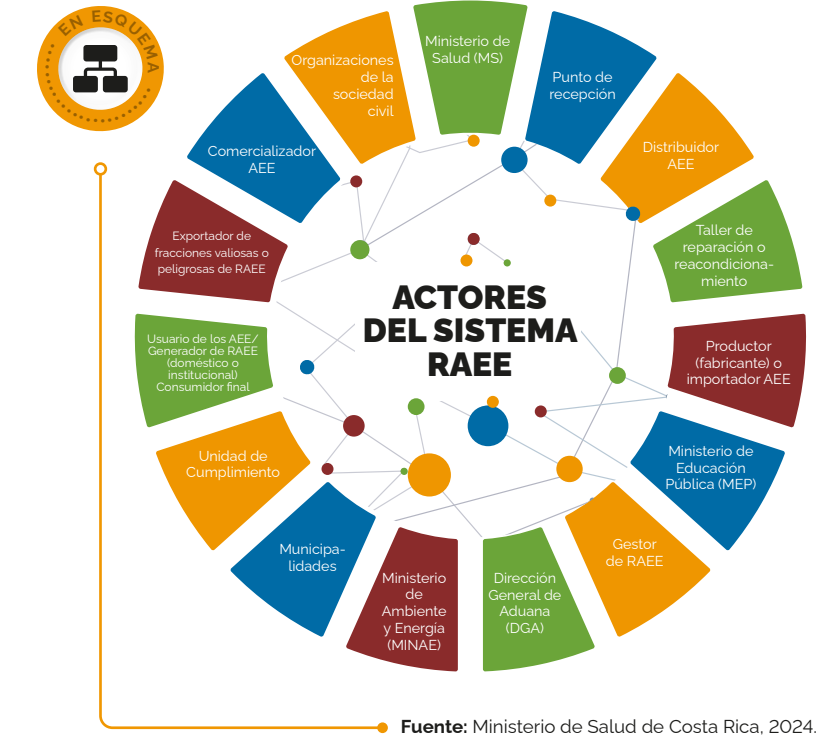 EN ESQUEMA
Ministerio de
Salud (MS)
Punto de
recepción
Distribuidor
AEE
Taller de
reparación o
reacondiciona-
miento
Productor
(fabricante) o
importador AEE
Ministerio de
Educación
Pública (MEP)
Gestor
de RAEE
Dirección
General de
Aduana
(DGA)
Ministerio
de
Ambiente
y Energía
(MINAE)
Municipa-
lidades
Unidad de
Cumplimiento
Usuario de los AEE/
Generador de RAEE
(doméstico o
institucional)
Consumidor final
Exportador de
fracciones valiosas o
peligrosas de RAEE
Comercializador
AEE
Organizaciones
de la
sociedad
civil
ACTORES
DEL SISTEMA
RAEE
Fuente: Ministerio de Salud de Costa Rica, 2024.